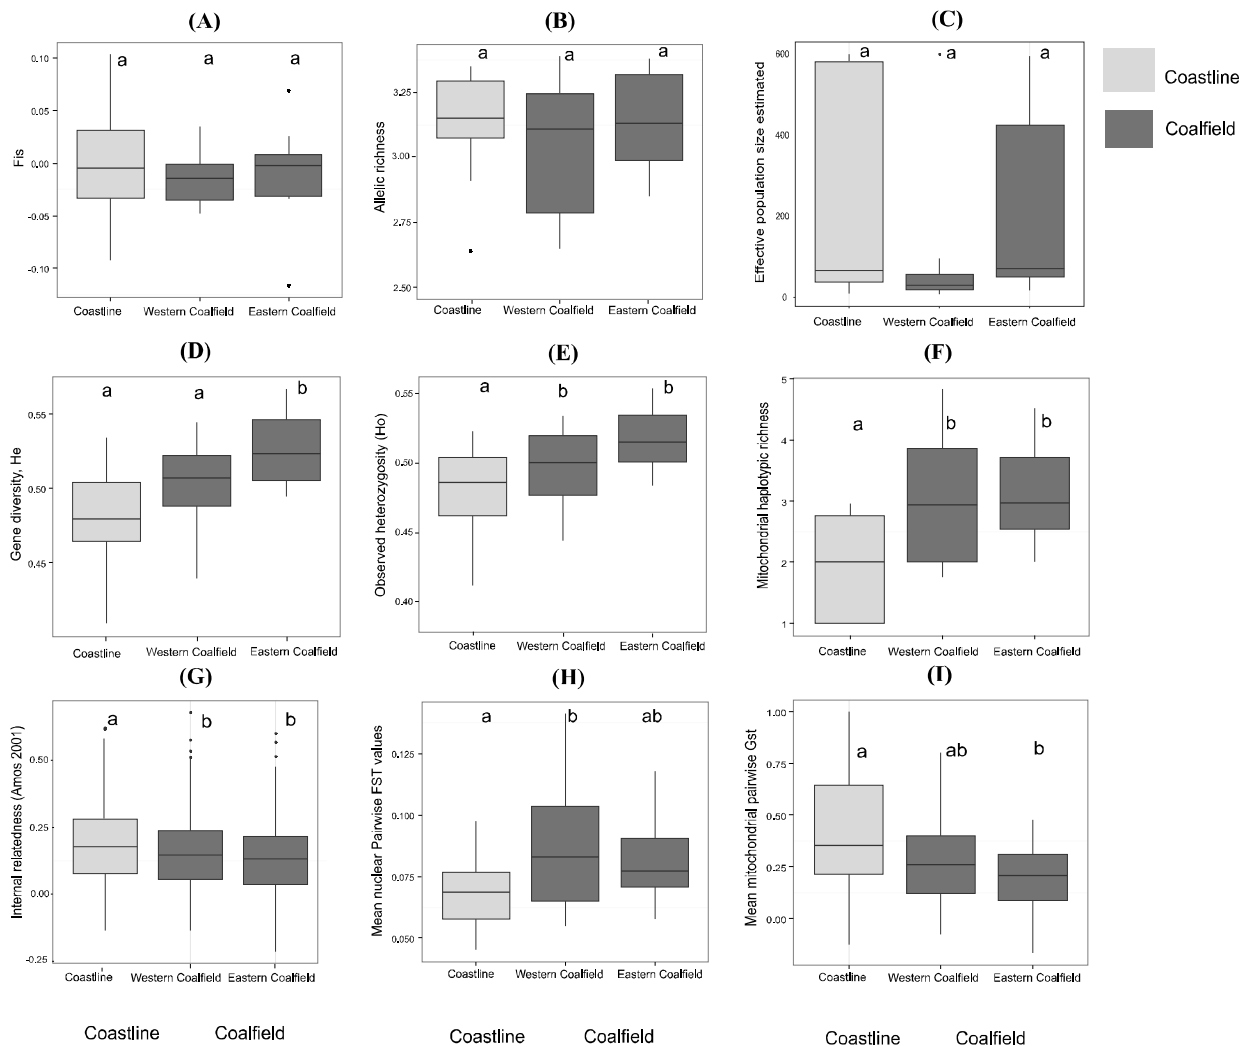 (A)
a
a
a
0.10
0.05
0.00
-0.05
-0.10
Fis
Coastline
Western Coalfield
Eastern Coalfield
(B)
a
a
a
3.25
3.00
2.75
2.50
Allelic richness
Coastline
Western Coalfield
Eastern Coalfield
(C)
a
a
a
600
400
200
0
Effective population size estimated
Coastline
Western Coalfield
Eastern Coalfield
Coastline
Coalfield
(D)
a
a
b
0.55
0.50
0.45
Gene diversity, He
Coastline
Western Coalfield
Eastern Coalfield
(E)
a
b
b
0.55
0.50
0.45
0.40
Observed heterozygosity (Ho)
Coastline
Western Coalfield
Eastern Coalfield
(F)
a
b
b
5
4
3
2
1
Mitochondrial haplotypic richness
Coastline
Western Coalfield
Eastern Coalfield
(G)
a
b
b
0.50
0.25
0.00
-0.25
Internal relatedness (Amos 2001)
Coastline
Western Coalfield
Eastern Coalfield
(H)
a
b
ab
0.125
0.100
0.075
0.050
Mean nuclear Pairwise FST values
Coastline
Western Coalfield
Eastern Coalfield
(I)
a
ab
b
1.00
0.75
0.50
0.25
0.00
Mean mitochondrial pairwise Gst
Coastline
Western Coalfield
Eastern Coalfield
Coastline Coalfield
Coastline Coalfield
Coastline Coalfield